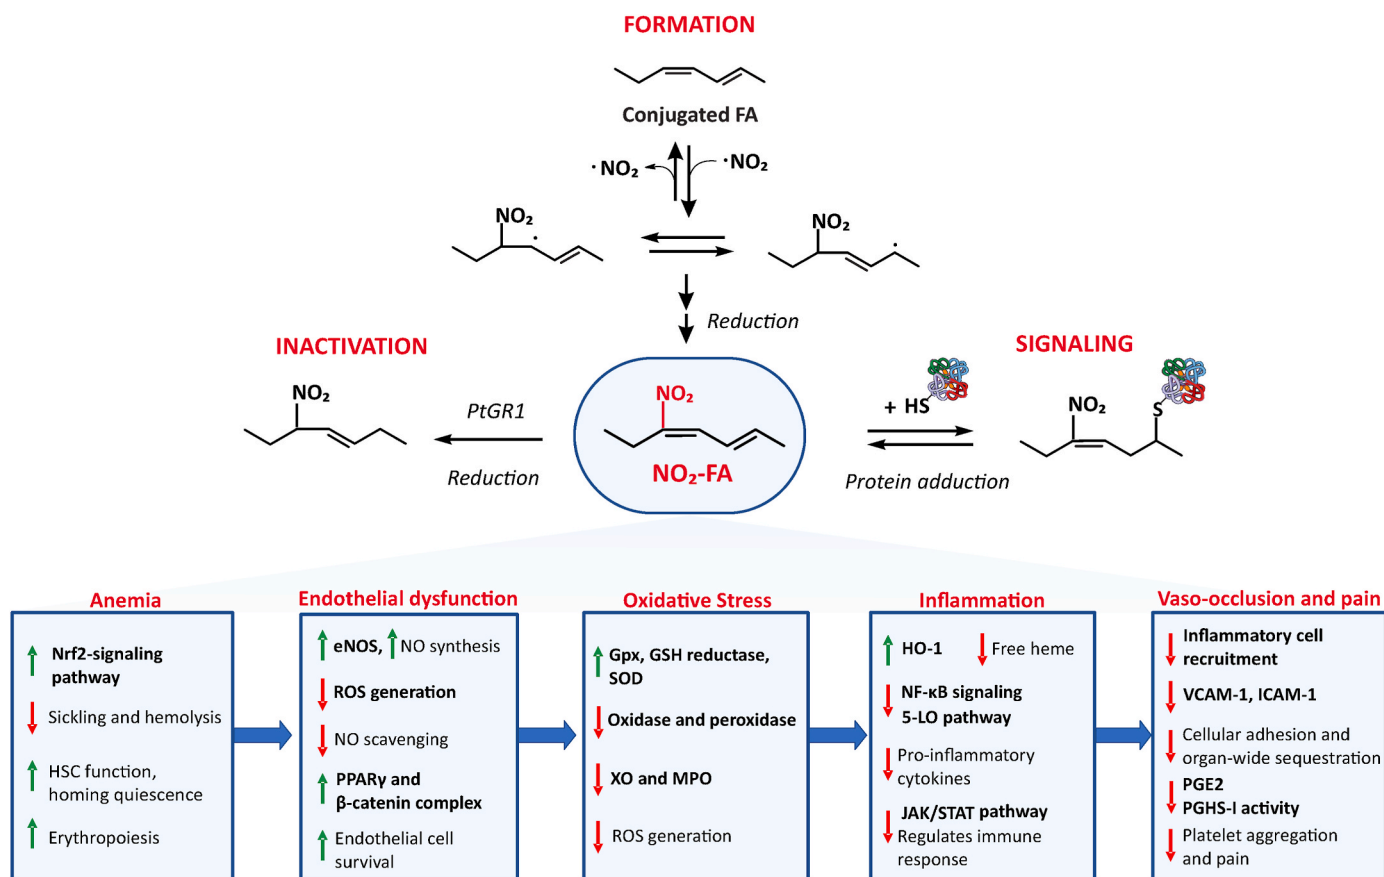 FORMATION
Conjugated FA
·NO₂
·NO₂
NO₂
NO₂
Reduction
INACTIVATION
SIGNALING
NO₂
PtGR1
Reduction
NO₂
NO₂-FA
+ HS
Protein adduction
NO₂
S
Anemia
Nrf2-signaling
pathway
Sickling and hemolysis
HSC function,
homing quiescence
Erythropoiesis
Endothelial dysfunction
eNOS, NO synthesis
ROS generation
NO scavenging
PPARγ and
β-catenin complex
Endothelial cell
survival
Oxidative Stress
Gpx, GSH reductase,
SOD
Oxidase and peroxidase
XO and MPO
ROS generation
Inflammation
HO-1 Free heme
NF-κB signaling
5-LO pathway
Pro-inflammatory
cytokines
JAK/STAT pathway
Regulates immune
response
Vaso-occlusion and pain
Inflammatory cell
recruitment
VCAM-1, ICAM-1
Cellular adhesion and
organ-wide sequestration
PGE2
PGHS-I activity
Platelet aggregation
and pain